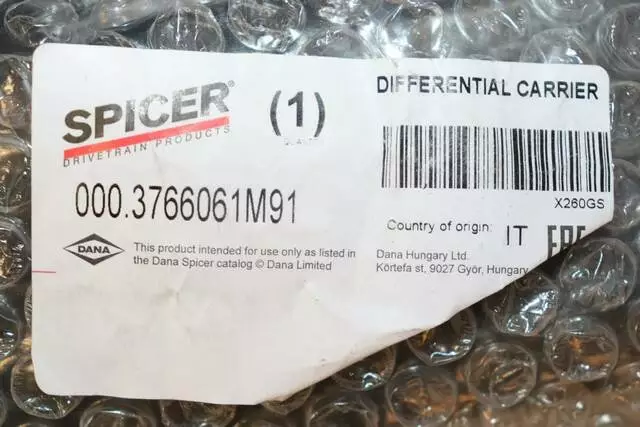 SPICER®
DRIVETRAIN PRODUCTS
(1)
000.3766061M91
DANA
This product intended for use only as listed in
the Dana Spicer catalog © Dana Limited
DIFFERENTIAL CARRIER
X260GS
Country of origin: IT
EAC
Dana Hungary Ltd.
Körtefa st, 9027 Győr, Hungary